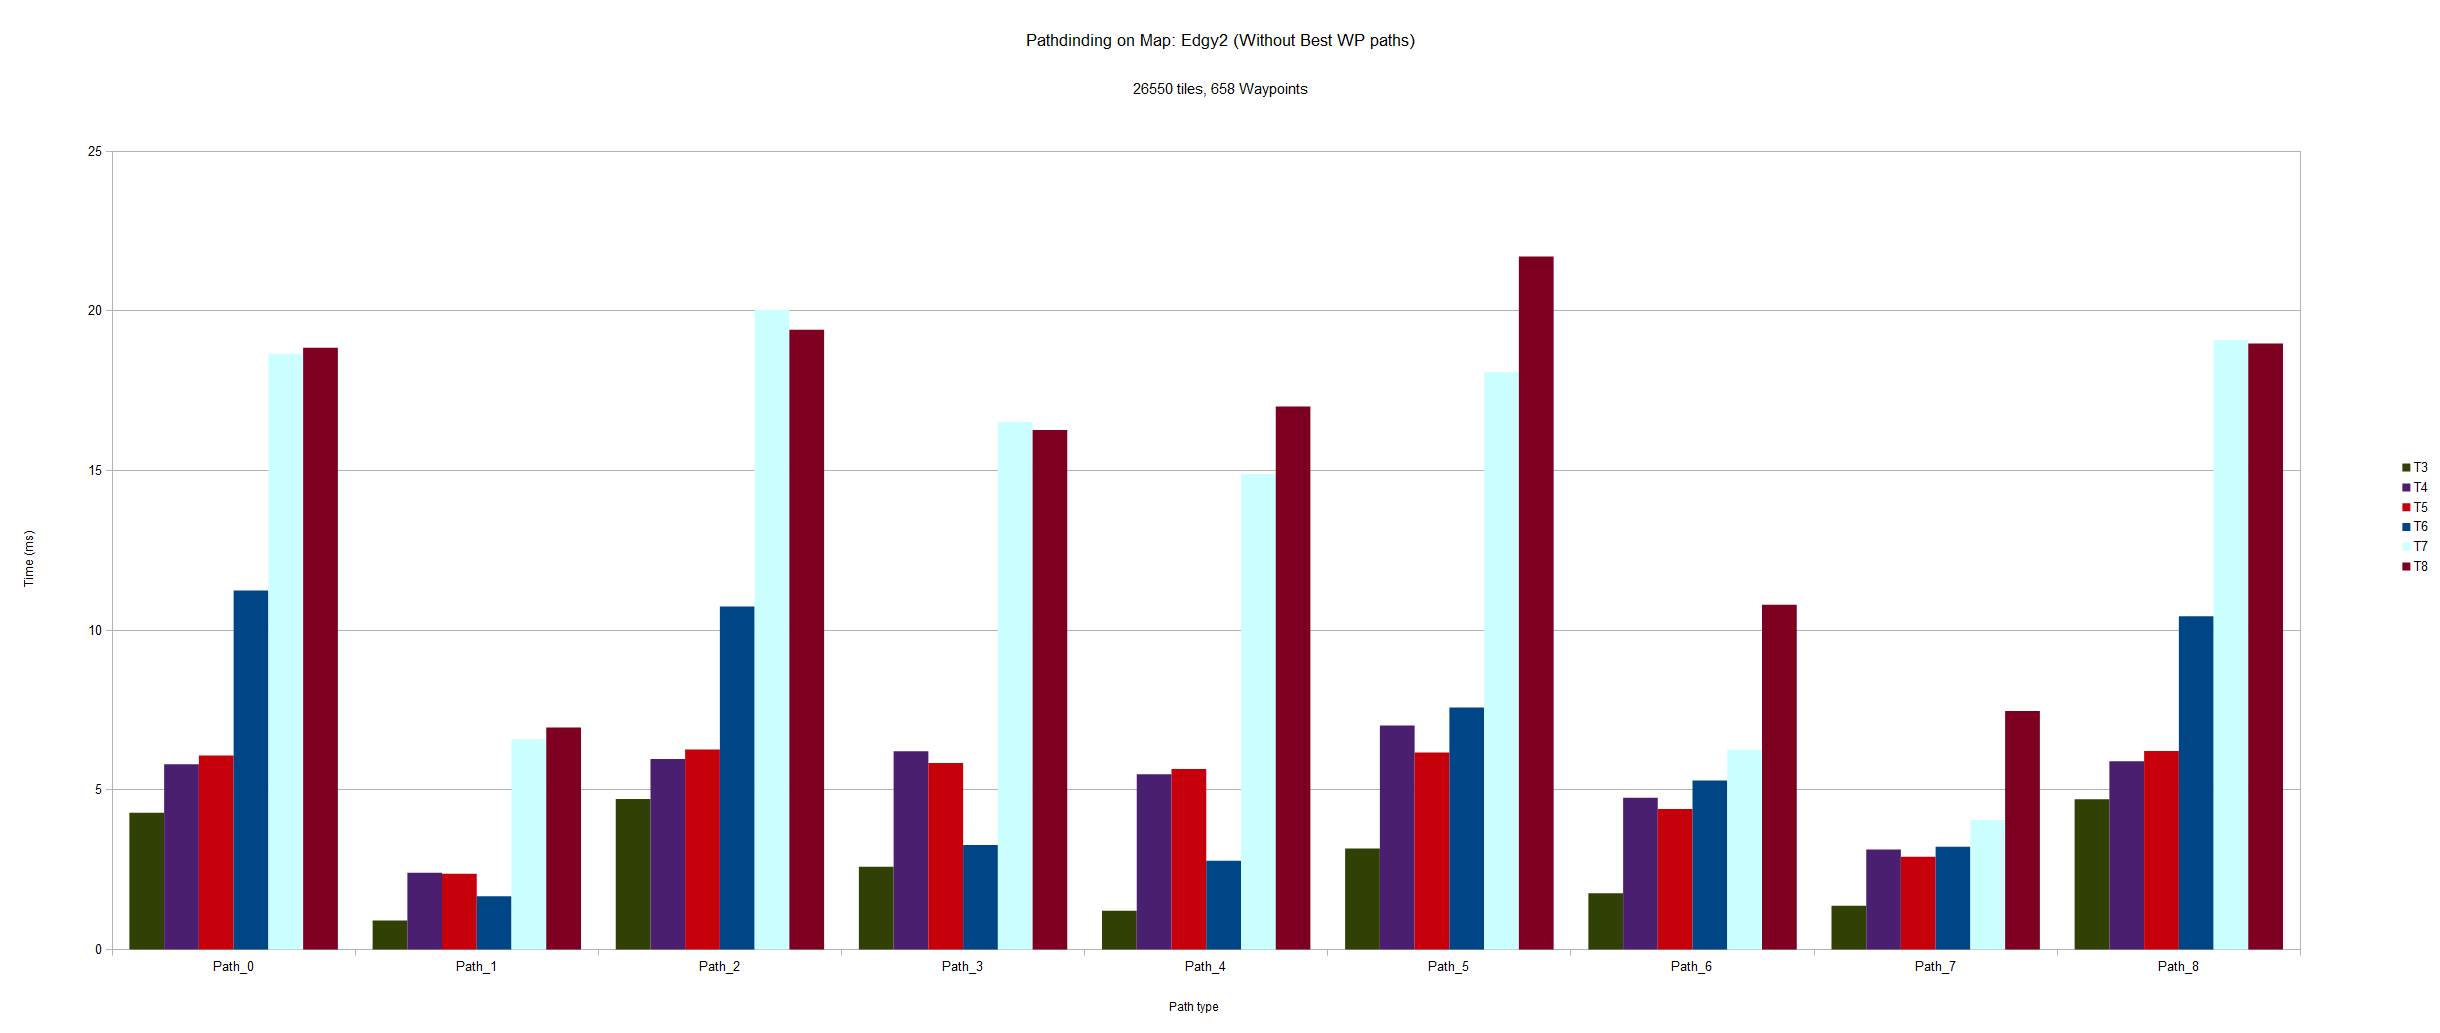 Pathdinding on Map: Edgy2 (Without Best WP paths)
26550 tiles, 658 Waypoints
25
20
15
10
5
0
Time (ms)
Path_0
Path_1
Path_2
Path_3
Path_4
Path_5
Path_6
Path_7
Path_8
Path type
T3
T4
T5
T6
T7
T8